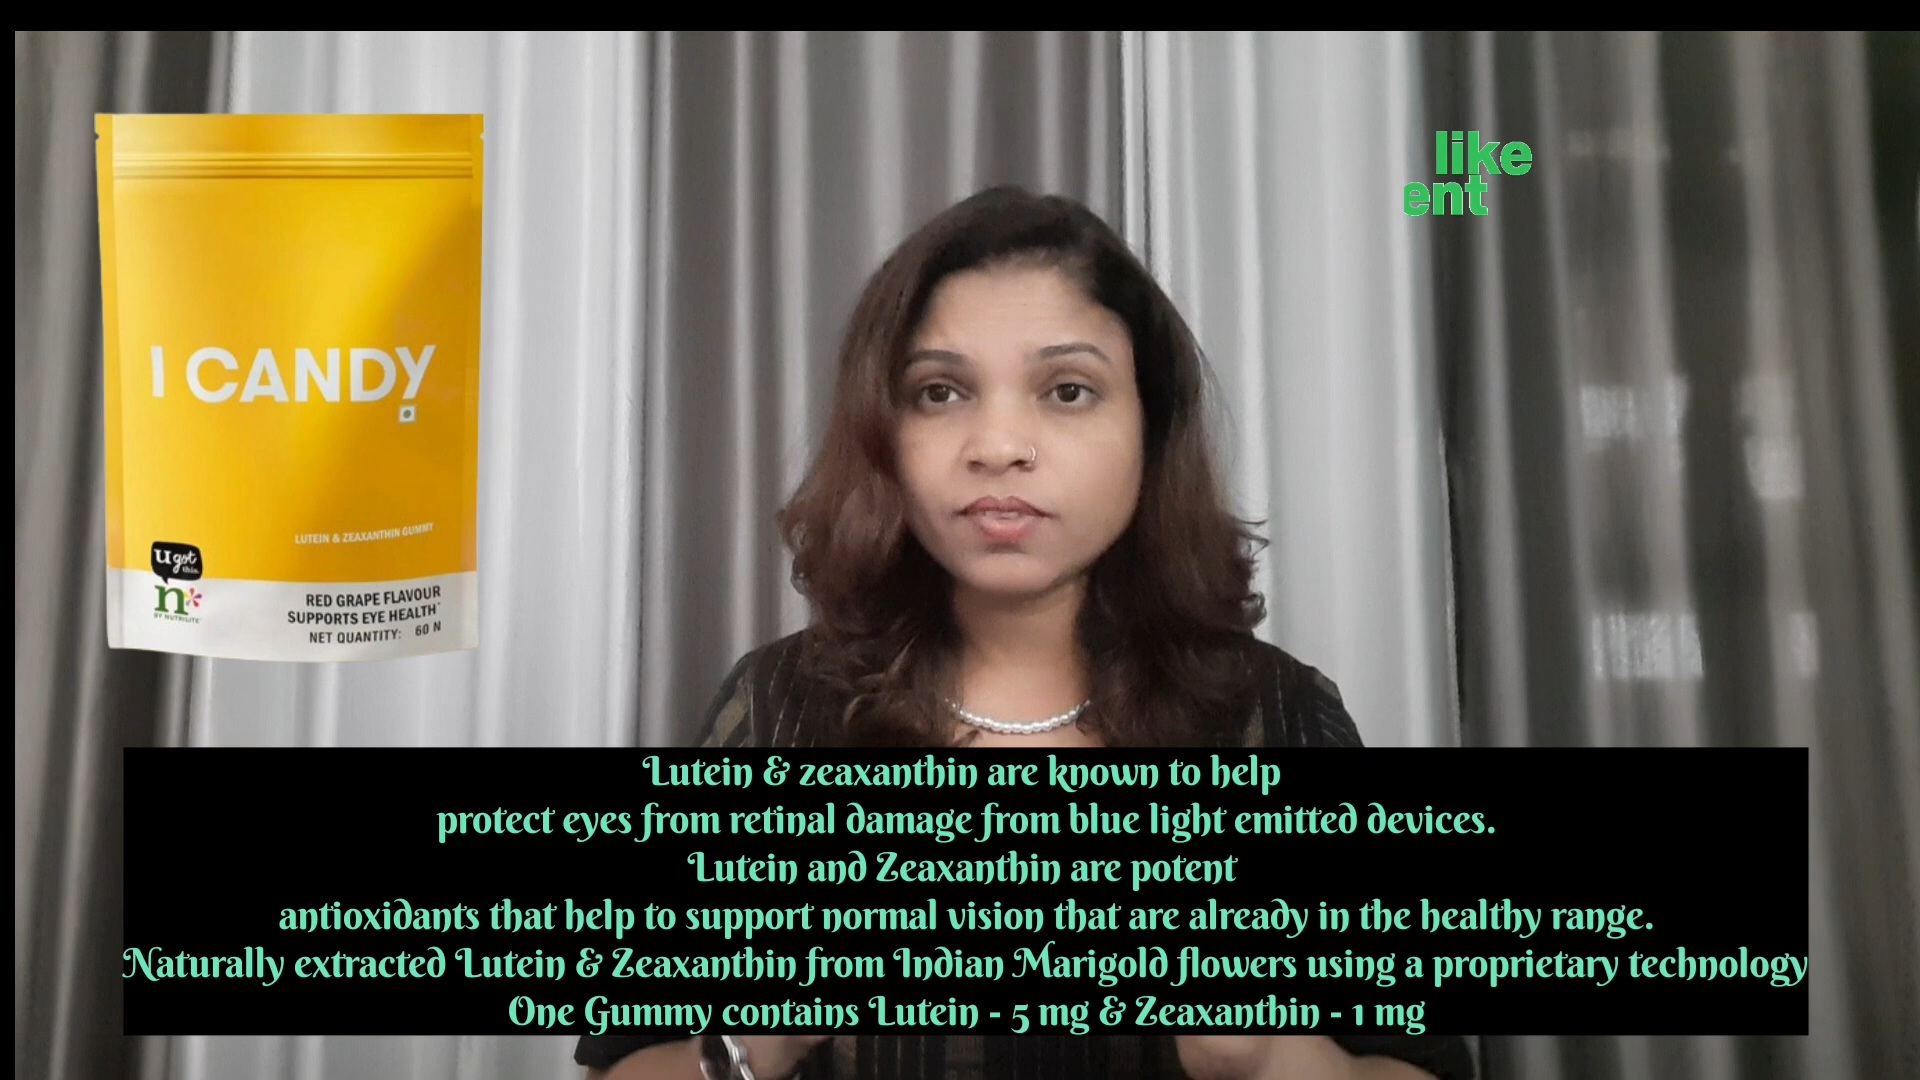 I CANDY
LUTEIN & ZEAXANTHIN GUMMY
u got
this.
n*
BY NUTRILITE
RED GRAPE FLAVOUR
SUPPORTS EYE HEALTH*
NET QUANTITY: 60 N
like
ent
Lutein & zeaxanthin are known to help
protect eyes from retinal damage from blue light emitted devices.
Lutein and Zeaxanthin are potent
antioxidants that help to support normal vision that are already in the healthy range.
Naturally extracted Lutein & Zeaxanthin from Indian Marigold flowers using a proprietary technology
One Gummy contains Lutein - 5 mg & Zeaxanthin - 1 mg